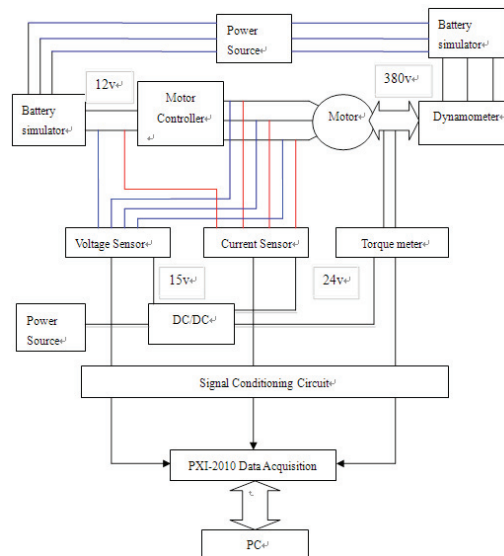 Power
Source
Battery
simulator
12v
Motor
Controller
380v
Battery
simulator
Motor
Dynamometer
Voltage Sensor
Current Sensor
Torque meter
15v
24v
Power
Source
DC/DC
Signal Conditioning Circuit
PXI-2010 Data Acquisition
PC